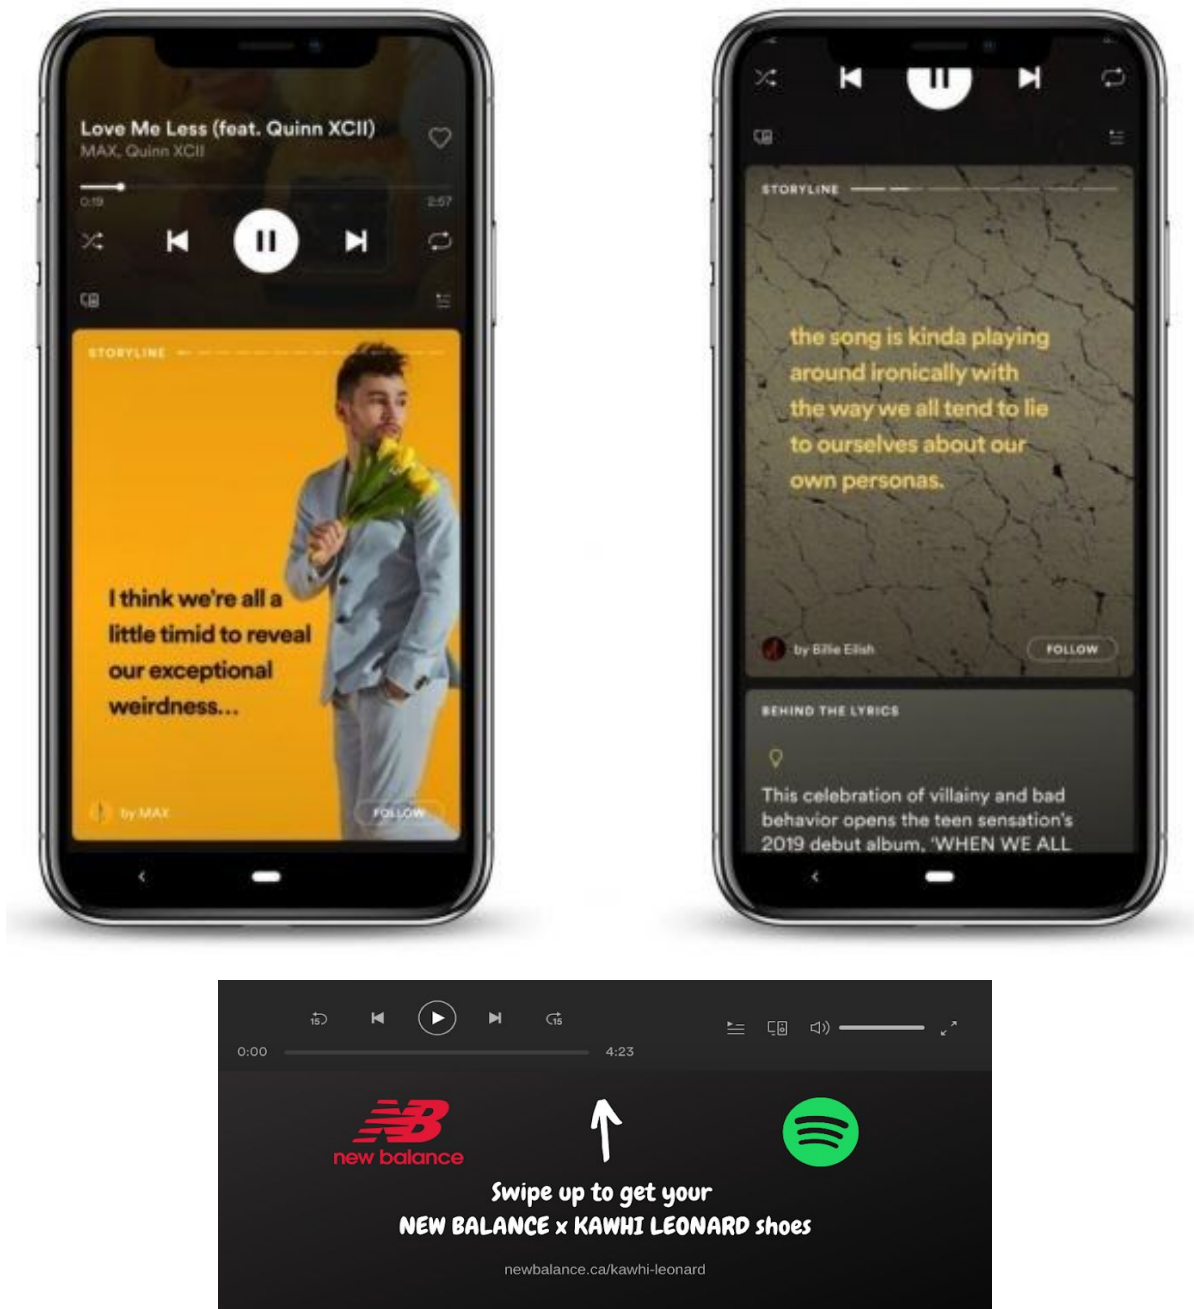 Love Me Less (feat. Quinn XCII)
MAX, Quinn XCII
0:19
2:57
STORYLINE
I think we're all a
little timid to reveal
our exceptional
weirdness...
by MAX
FOLLOW
STORYLINE
the song is kinda playing
around ironically with
the way we all tend to lie
to ourselves about our
own personas.
by Billie Eilish
FOLLOW
BEHIND THE LYRICS
This celebration of villainy and bad
behavior opens the teen sensation's
2019 debut album, 'WHEN WE ALL
15
15
0:00
4:23
NB
new balance
Swipe up to get your
NEW BALANCE x KAWHI LEONARD shoes
newbalance.ca/kawhi-leonard